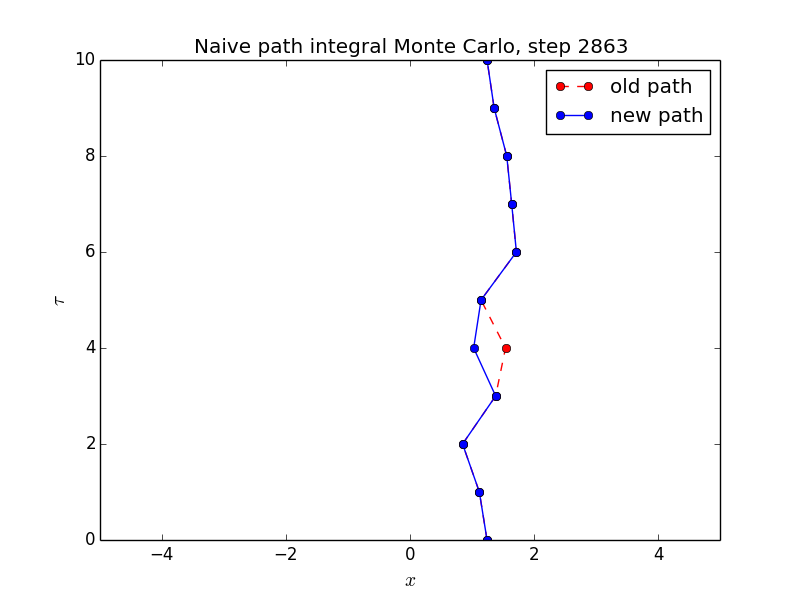 Naive path integral Monte Carlo, step 2863
old path
new path
10
8
6
4
2
0
τ
−4 −2 0 2 4
x